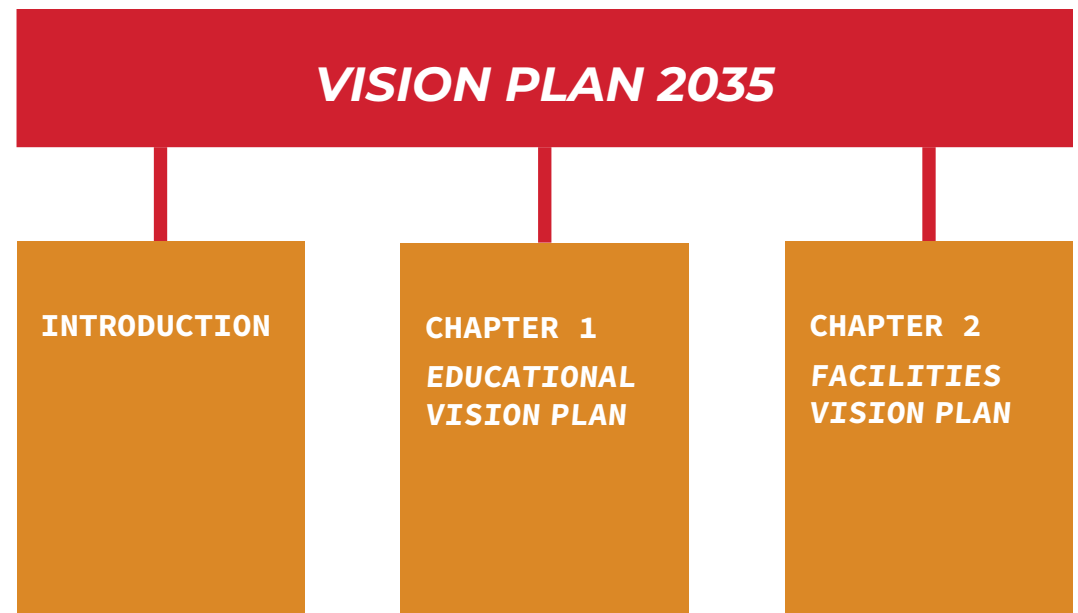 VISION PLAN 2035
INTRODUCTION
CHAPTER 1
EDUCATIONAL
VISION PLAN
CHAPTER 2
FACILITIES
VISION PLAN